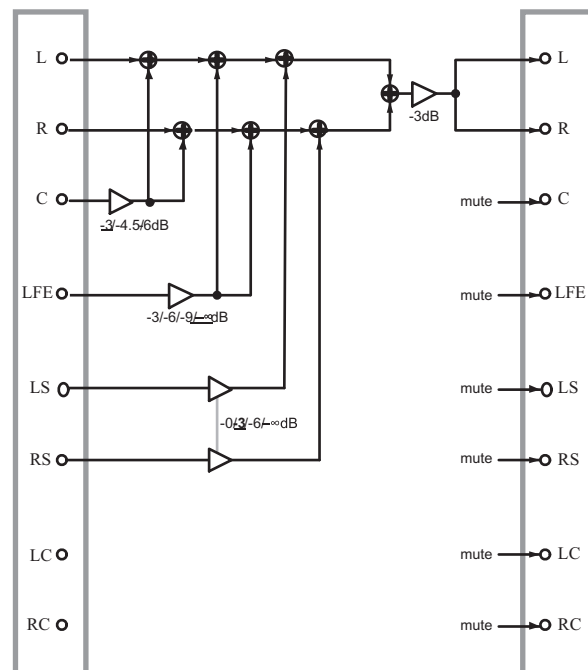 L
L
R
R
-3dB
C
mute
C
-3/-4.5/-6dB
LFE
mute
LFE
-3/-6/-9/-∞dB
LS
mute
LS
-0/-3/-6/-∞dB
RS
mute
RS
LC
mute
LC
RC
mute
RC